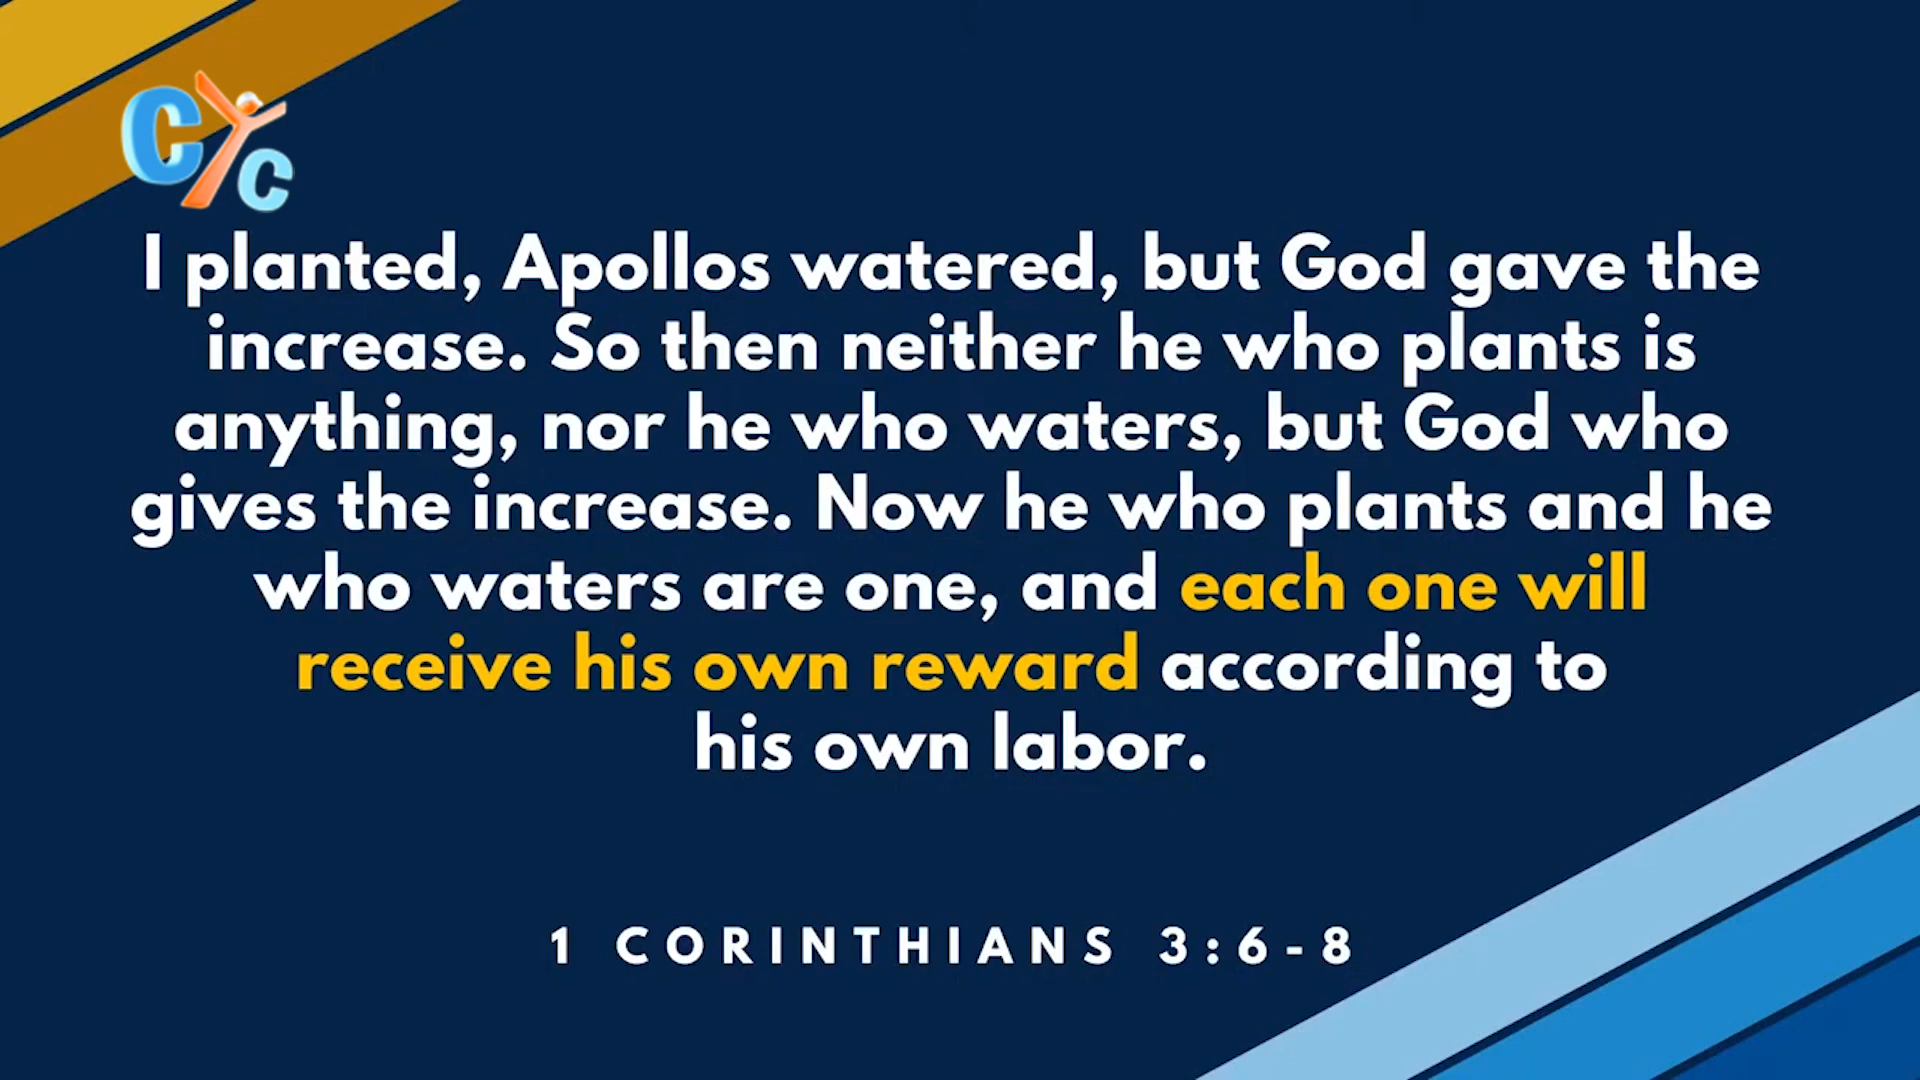 CYC
I planted, Apollos watered, but God gave the
increase. So then neither he who plants is
anything, nor he who waters, but God who
gives the increase. Now he who plants and he
who waters are one, and each one will
receive his own reward according to
his own labor.
1 CORINTHIANS 3:6-8